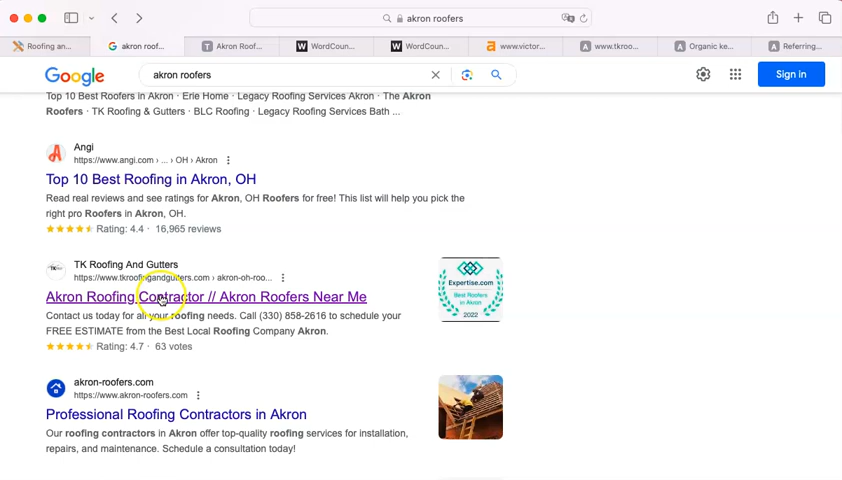 akron roofers
Roofing an...
akron roof...
Akron Roof...
WordCoun...
WordCoun...
www.victor...
www.tkroo...
Organic ke...
Referring...
Google
akron roofers
Sign in
Top 10 Best Roofers in Akron · Erie Home · Legacy Roofing Services Akron · The Akron
Roofers · TK Roofing & Gutters · BLC Roofing · Legacy Roofing Services Bath ...
Angi
https://www.angi.com › ... › OH › Akron
Top 10 Best Roofing in Akron, OH
Read real reviews and see ratings for Akron, OH Roofers for free! This list will help you pick the
right pro Roofers in Akron, OH.
Rating: 4.4 · 16,965 reviews
TK Roofing And Gutters
https://www.tkroofingandgutters.com › akron-oh-roo...
Akron Roofing Contractor // Akron Roofers Near Me
Contact us today for all your roofing needs. Call (330) 858-2616 to schedule your
FREE ESTIMATE from the Best Local Roofing Company Akron.
Rating: 4.7 · 63 votes
Expertise.com
Best Roofers
in Akron
2022
akron-roofers.com
https://www.akron-roofers.com
Professional Roofing Contractors in Akron
Our roofing contractors in Akron offer top-quality roofing services for installation,
repairs, and maintenance. Schedule a consultation today!